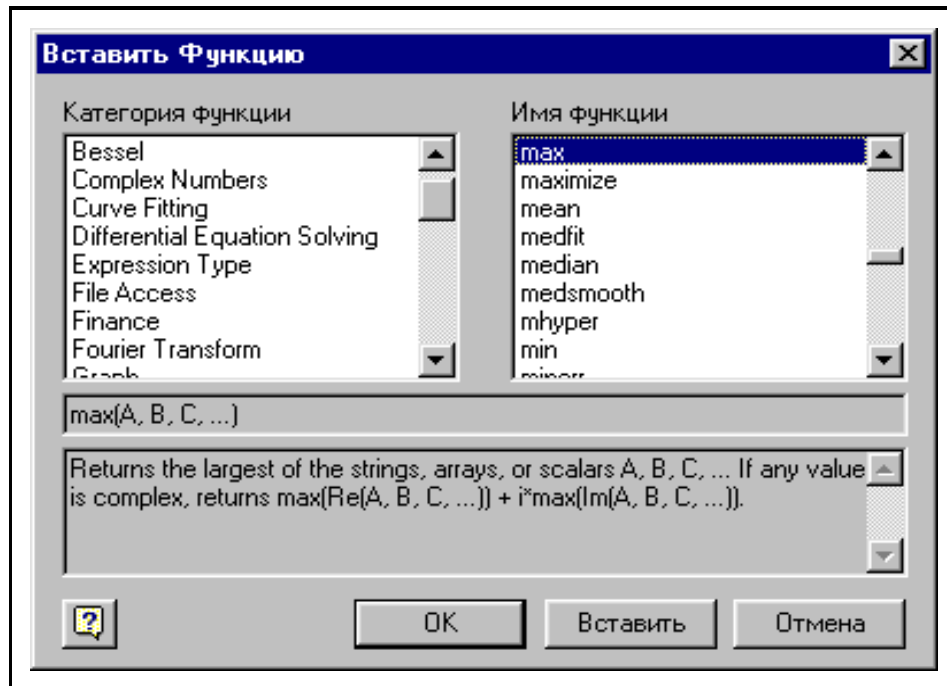 Вставить Функцию
Категория функции
Bessel
Complex Numbers
Curve Fitting
Differential Equation Solving
Expression Type
File Access
Finance
Fourier Transform
Graph
Имя функции
max
maximize
mean
medfit
median
medsmooth
mhyper
min
minerr
max(A, B, C, ...)
Returns the largest of the strings, arrays, or scalars A, B, C, ... If any value
is complex, returns max(Re(A, B, C, ...)) + i*max(Im(A, B, C, ...)).
OK
Вставить
Отмена